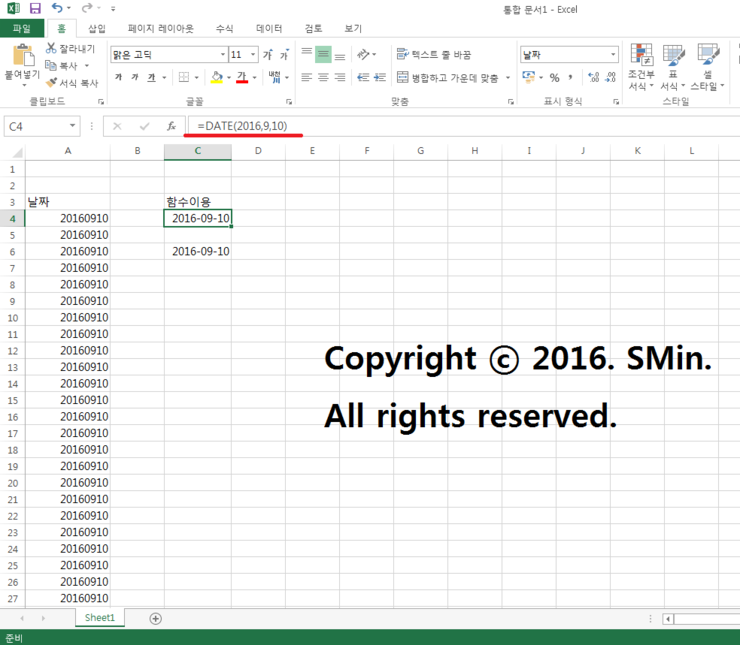 통합 문서1 - Excel
파일 홈 삽입 페이지 레이아웃 수식 데이터 검토 보기
붙여넣기
잘라내기
복사
서식 복사
클립보드
맑은 고딕 11 가 가
가 가 가 가 내천
글꼴
텍스트 줄 바꿈
병합하고 가운데 맞춤
맞춤
날짜
% ,
표시 형식
조건부 서식
표 서식
셀 스타일
스타일
C4 fx =DATE(2016,9,10)
A B C D E F G H I J K L
1
2
3 날짜 함수이용
4 20160910 2016-09-10
5 20160910
6 20160910 2016-09-10
7 20160910
8 20160910
9 20160910
10 20160910
11 20160910
12 20160910
13 20160910
14 20160910
15 20160910
16 20160910
17 20160910
18 20160910
19 20160910
20 20160910
21 20160910
22 20160910
23 20160910
24 20160910
25 20160910
26 20160910
27 20160910
Copyright ⓒ 2016. SMin.
All rights reserved.
Sheet1
준비